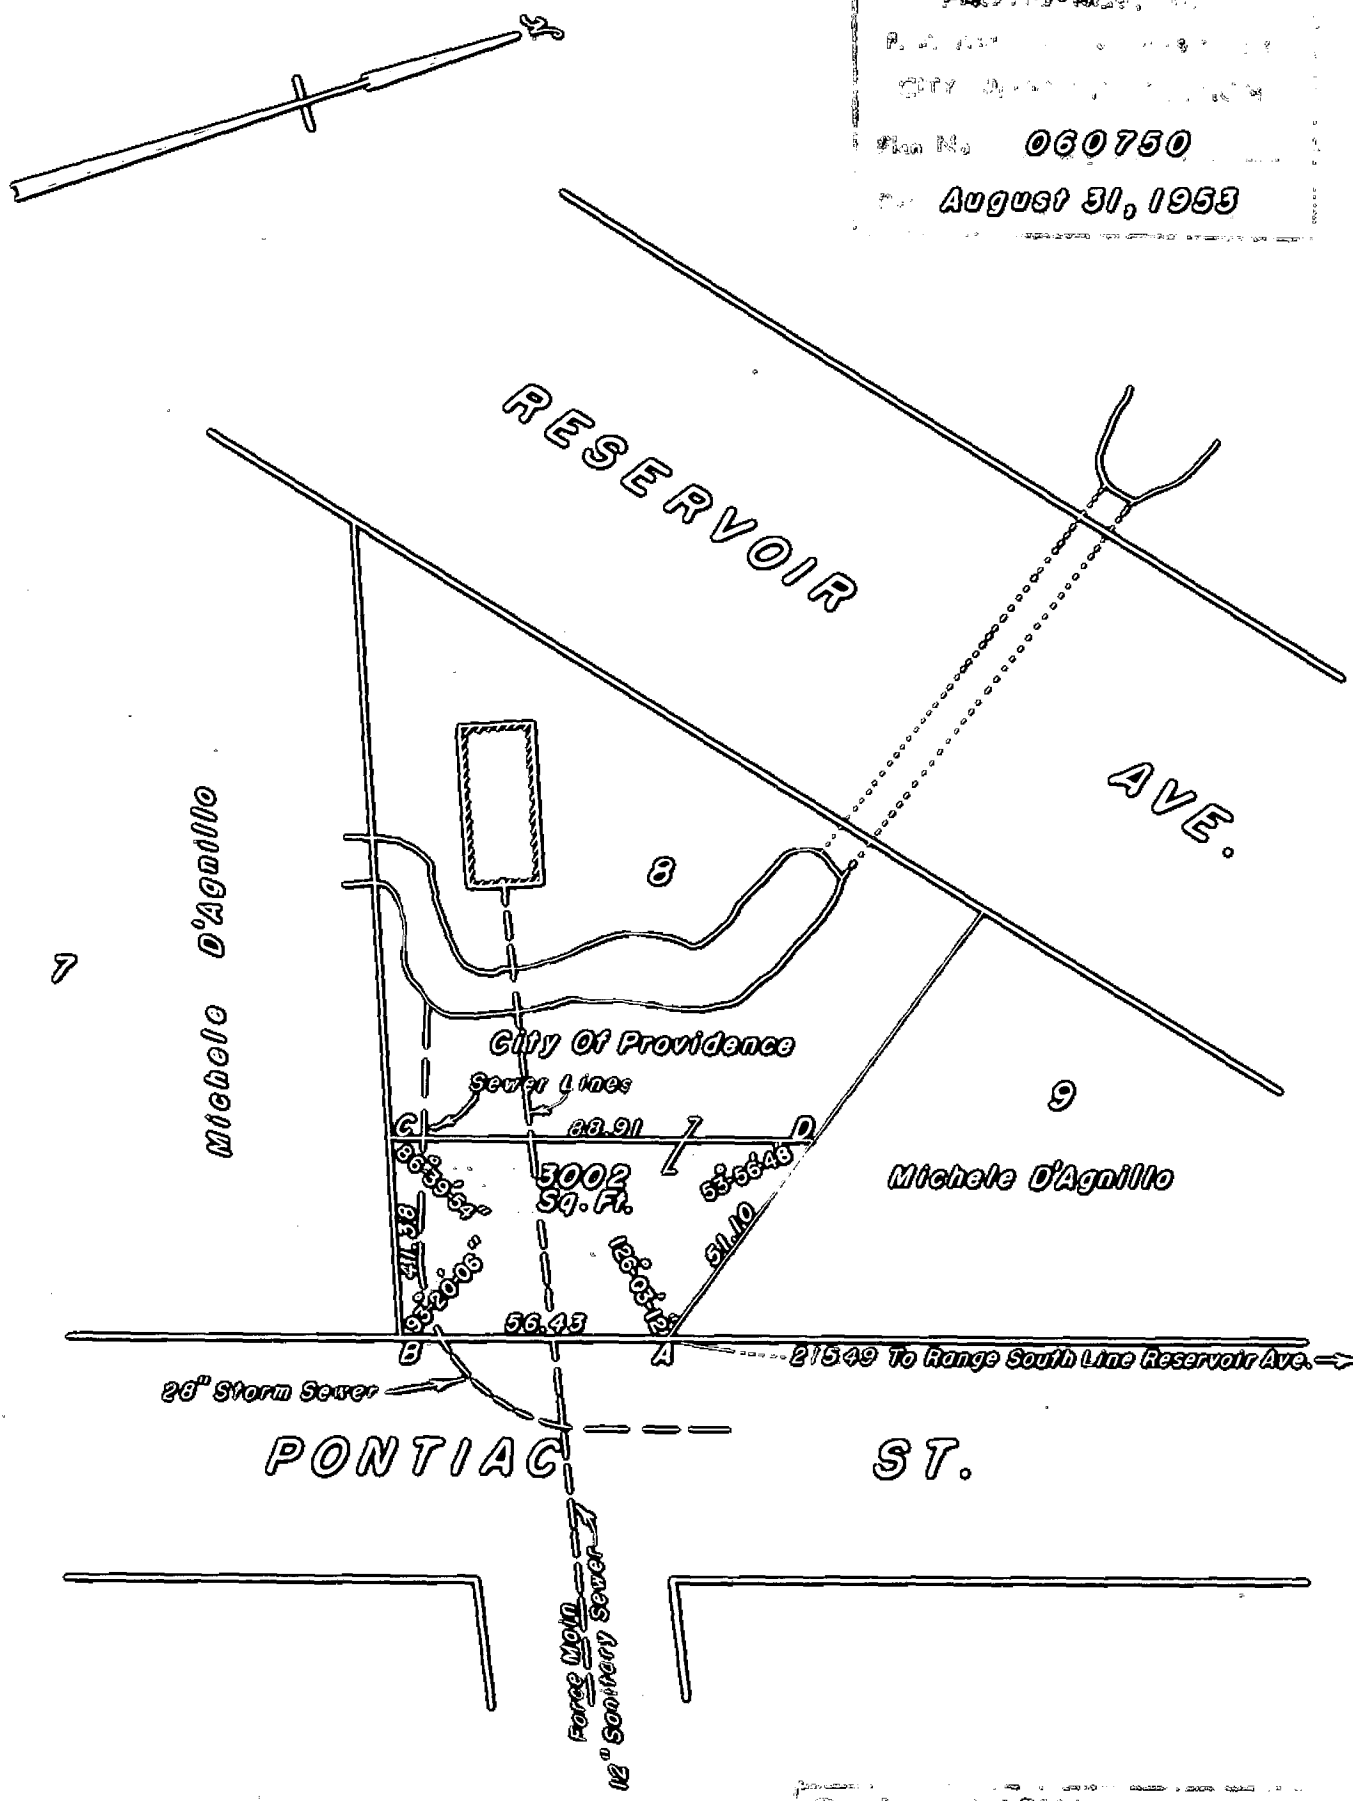 Plan No. 060750
August 31, 1953
RESERVOIR
AVE.
7
Michele D'Agnillo
8
City Of Providence
Sewer Lines
9
Michele D'Agnillo
C
88.91
D
86°-39'-54"
3002
Sq. Ft.
53°-56'-48"
41.38
51.10
93°-20'-06"
126°-03'-12"
56.43
B
A
215.49 To Range South Line Reservoir Ave.
28" Storm Sewer
PONTIAC ST.
Force Main
12" Sanitary Sewer